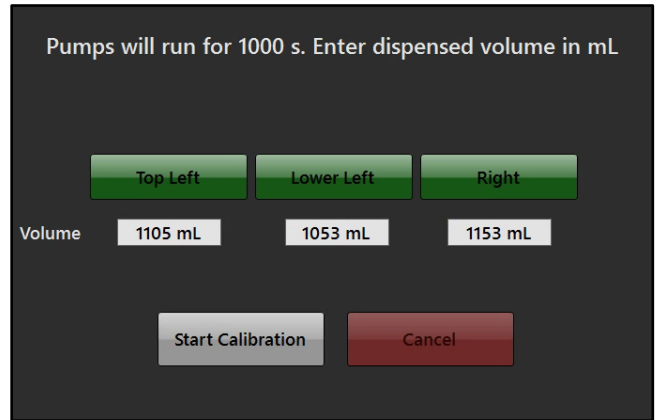 Pumps will run for 1000 s. Enter dispensed volume in mL
Top Left Lower Left Right
Volume 1105 mL 1053 mL 1153 mL
Start Calibration Cancel